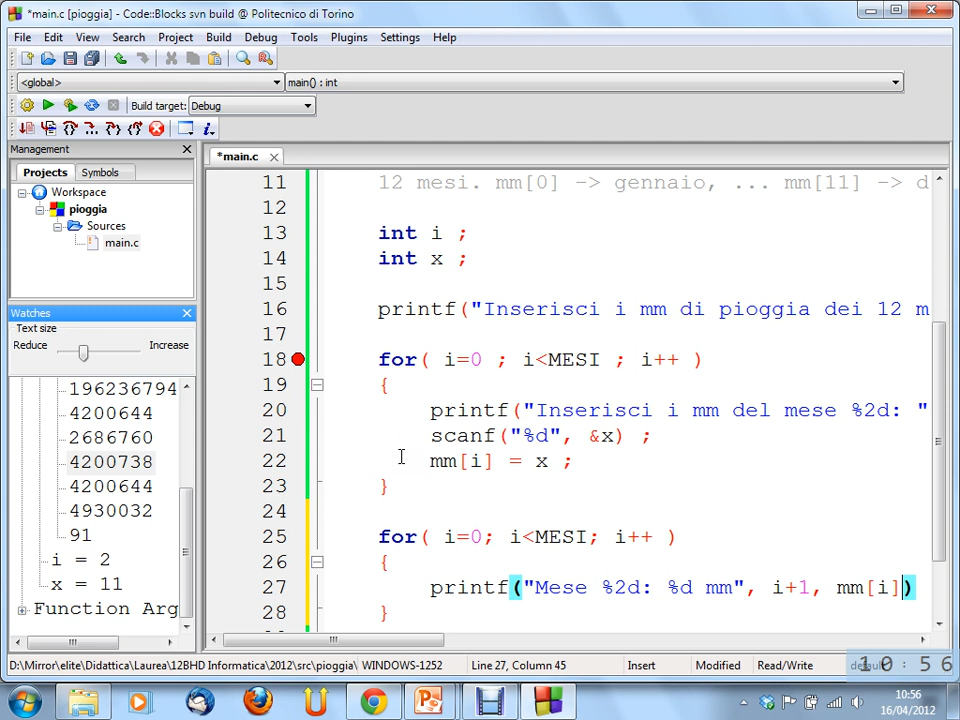 *main.c [pioggia] - Code::Blocks svn build @ Politecnico di Torino
File Edit View Search Project Build Debug Tools Plugins Settings Help
<global> main() : int
Build target: Debug
Management
Projects Symbols
Workspace
pioggia
Sources
main.c
Watches
Text size
Reduce Increase
196236794
4200644
2686760
4200738
4200644
4930032
91
i = 2
x = 11
Function Arg
*main.c
11 12 mesi. mm[0] -> gennaio, ... mm[11] -> d
12
13 int i ;
14 int x ;
15
16 printf("Inserisci i mm di pioggia dei 12 m
17
18 for( i=0 ; i<MESI ; i++ )
19 {
20 printf("Inserisci i mm del mese %2d: "
21 scanf("%d", &x) ;
22 mm[i] = x ;
23 }
24
25 for( i=0; i<MESI; i++ )
26 {
27 printf("Mese %2d: %d mm", i+1, mm[i])
28 }
D:\Mirror\elite\Didattica\Laurea\12BHD Informatica\2012\src\pioggia\ WINDOWS-1252 Line 27, Column 45 Insert Modified Read/Write default
10:56
10:56
16/04/2012